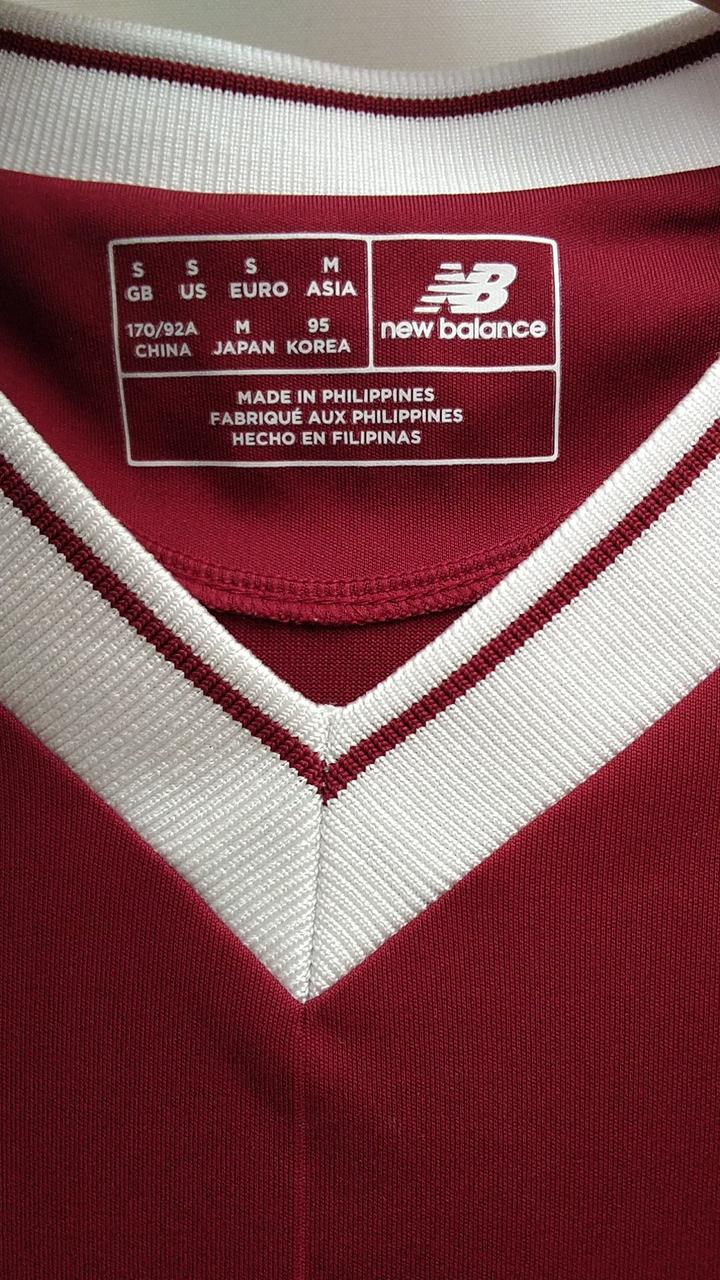 S S S M
GB US EURO ASIA
170/92A M 95
CHINA JAPAN KOREA
NB
new balance
MADE IN PHILIPPINES
FABRIQUÉ AUX PHILIPPINES
HECHO EN FILIPINAS